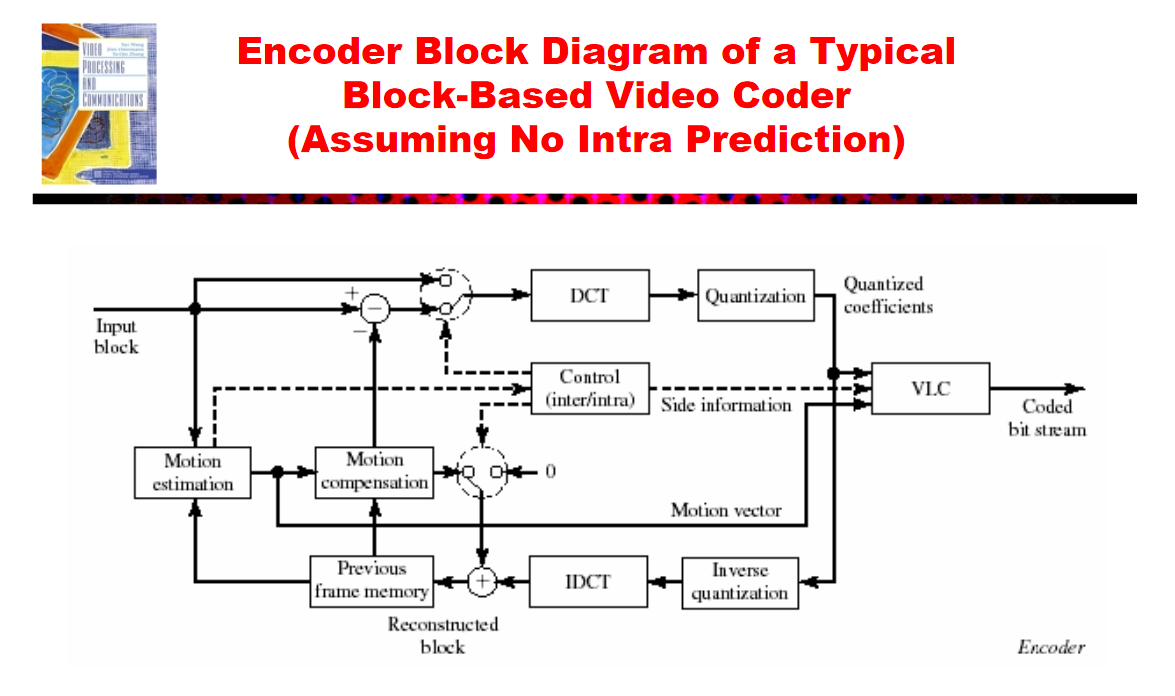 VIDEO
PROCESSING
AND
COMMUNICATIONS
Encoder Block Diagram of a Typical
Block-Based Video Coder
(Assuming No Intra Prediction)
Input
block
+
−
−
DCT
Quantization
Quantized
coefficients
Control
(inter/intra)
Side information
VLC
Coded
bit stream
Motion
estimation
Motion
compensation
0
Motion vector
Previous
frame memory
+
IDCT
Inverse
quantization
Reconstructed
block
Encoder